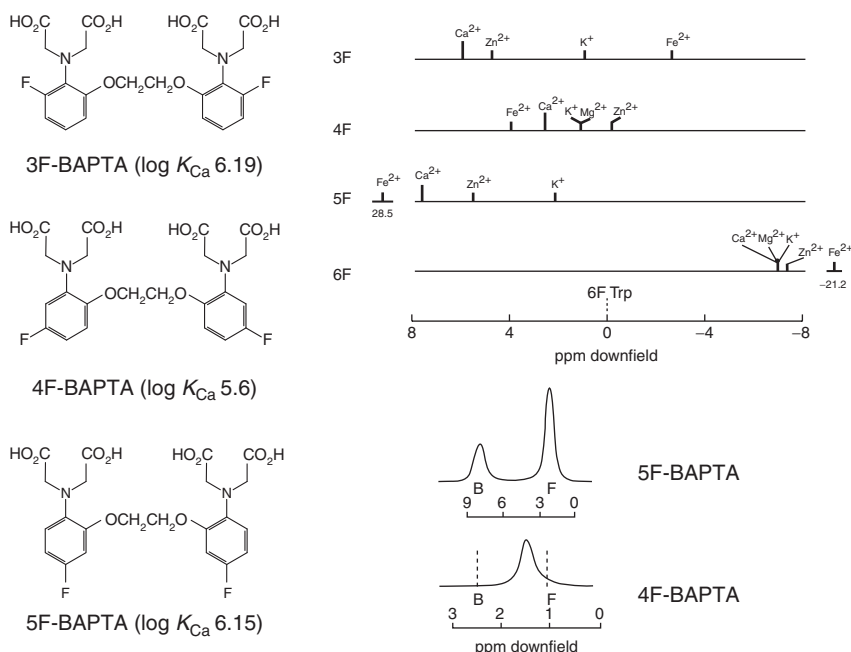 HO₂C CO₂H HO₂C CO₂H
N N
F OCH₂CH₂O F
3F-BAPTA (log K_Ca 6.19)
HO₂C CO₂H HO₂C CO₂H
N N
OCH₂CH₂O
F F
4F-BAPTA (log K_Ca 5.6)
HO₂C CO₂H HO₂C CO₂H
N N
OCH₂CH₂O
F F
5F-BAPTA (log K_Ca 6.15)
3F Ca²⁺ Zn²⁺ K⁺ Fe²⁺
4F Fe²⁺ Ca²⁺ K⁺ Mg²⁺ Zn²⁺
5F Fe²⁺ Ca²⁺ Zn²⁺ K⁺
28.5
6F Ca²⁺ Mg²⁺ K⁺ Zn²⁺ Fe²⁺
−21.2
6F Trp
8 4 0 −4 −8
ppm downfield
5F-BAPTA
B F
9 6 3 0
4F-BAPTA
B F
3 2 1 0
ppm downfield